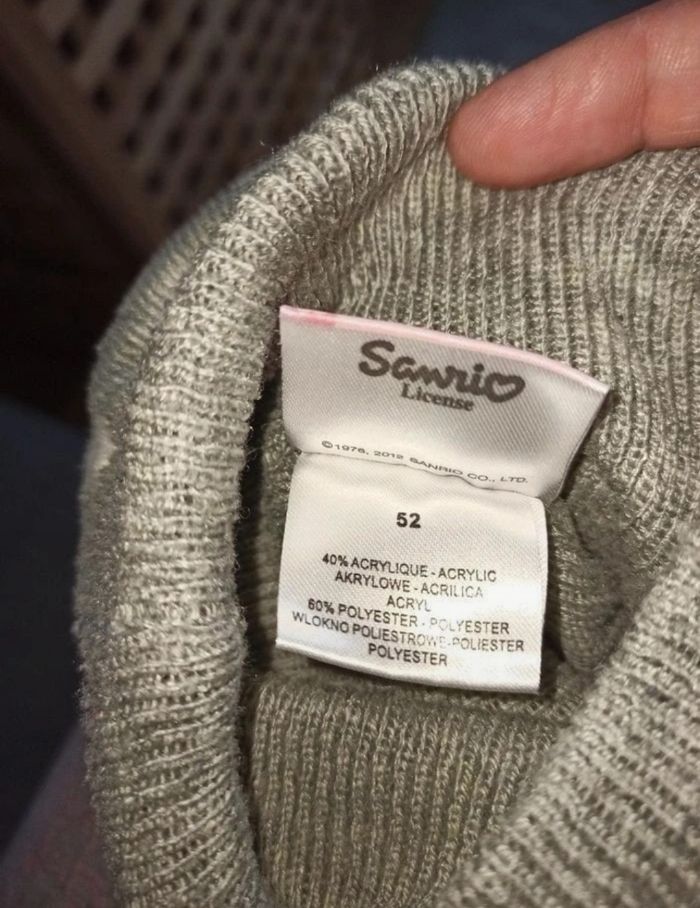 Sanrio
License
©1976, 2012 SANRIO CO., LTD.
52
40% ACRYLIQUE - ACRYLIC
AKRYLOWE - ACRILICA
ACRYL
60% POLYESTER - POLYESTER
WLOKNO POLIESTROWE-POLIESTER
POLYESTER